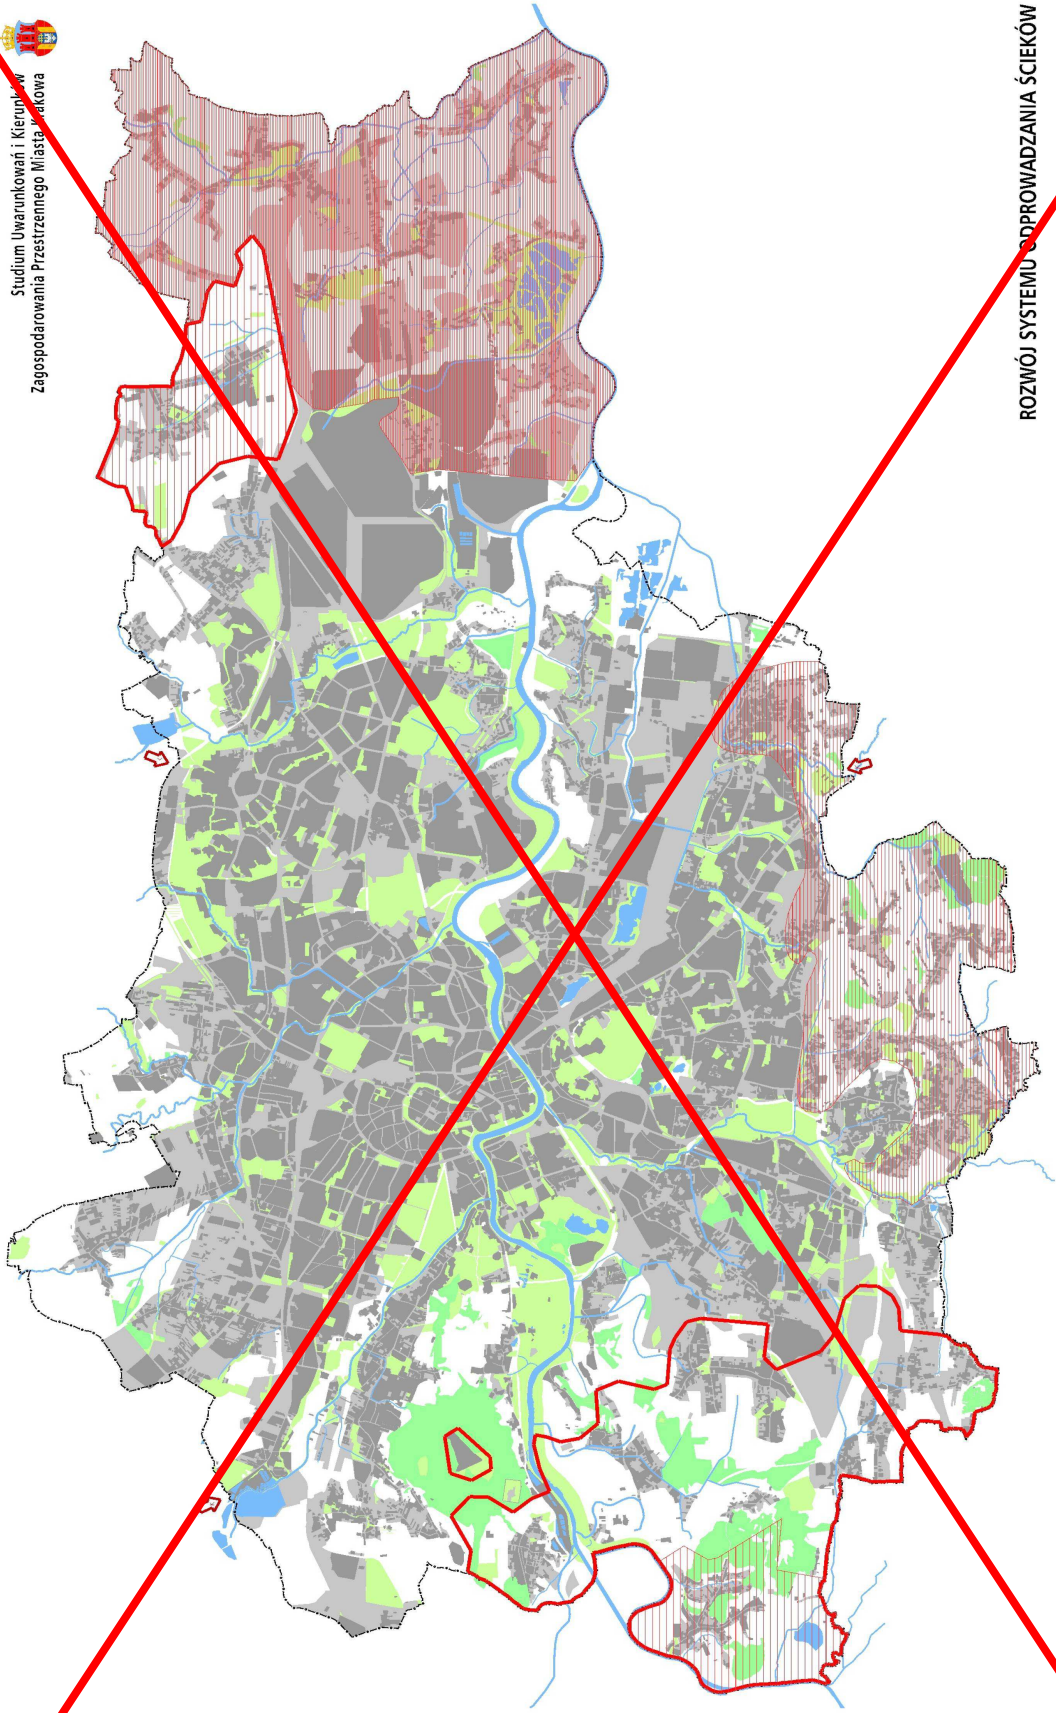 Studium Uwarunkowań i Kierunków
Zagospodarowania Przestrzennego Miasta Krakowa
ROZWÓJ SYSTEMU ODPROWADZANIA ŚCIEKÓW